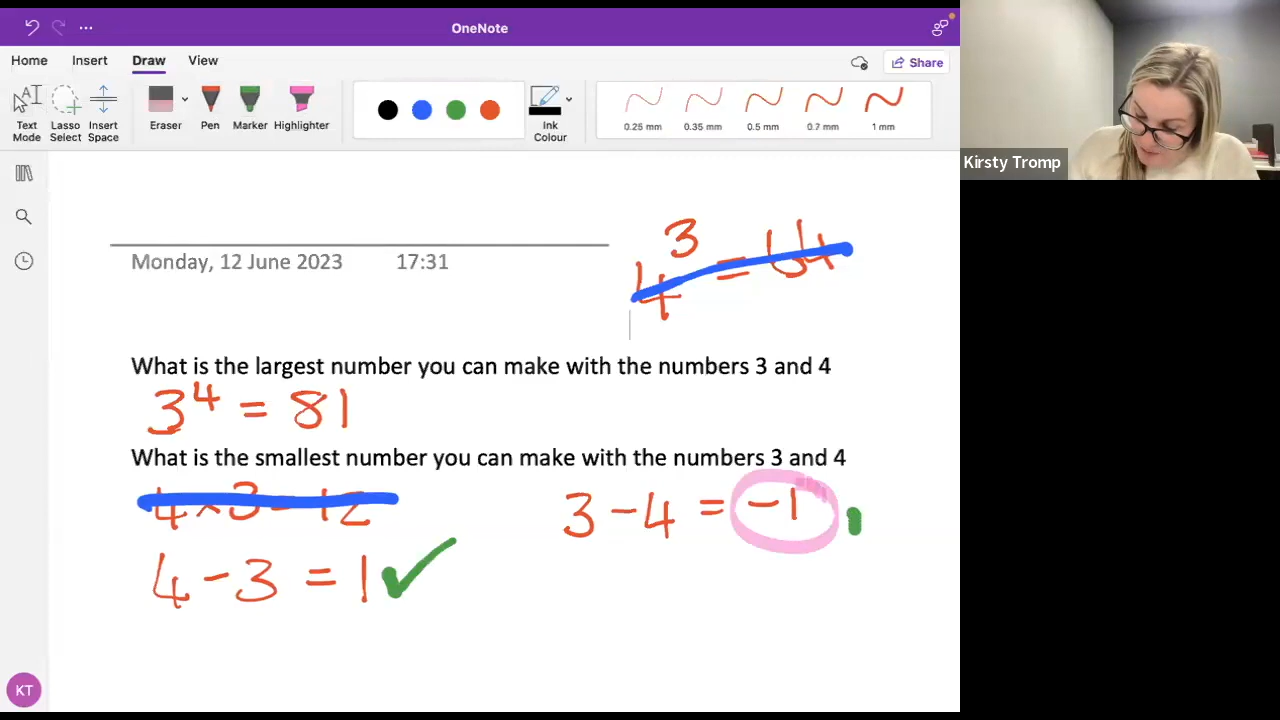 OneNote
Home Insert Draw View
Share
Text Mode
Lasso Select
Insert Space
Eraser
Pen
Marker
Highlighter
Ink Colour
0.25 mm 0.35 mm 0.5 mm 0.7 mm 1 mm
Kirsty Tromp
4³ = 64
Monday, 12 June 2023 17:31
What is the largest number you can make with the numbers 3 and 4
3⁴ = 81
What is the smallest number you can make with the numbers 3 and 4
4 × 3 = 12
3 - 4 = -1
4 - 3 = 1
KT